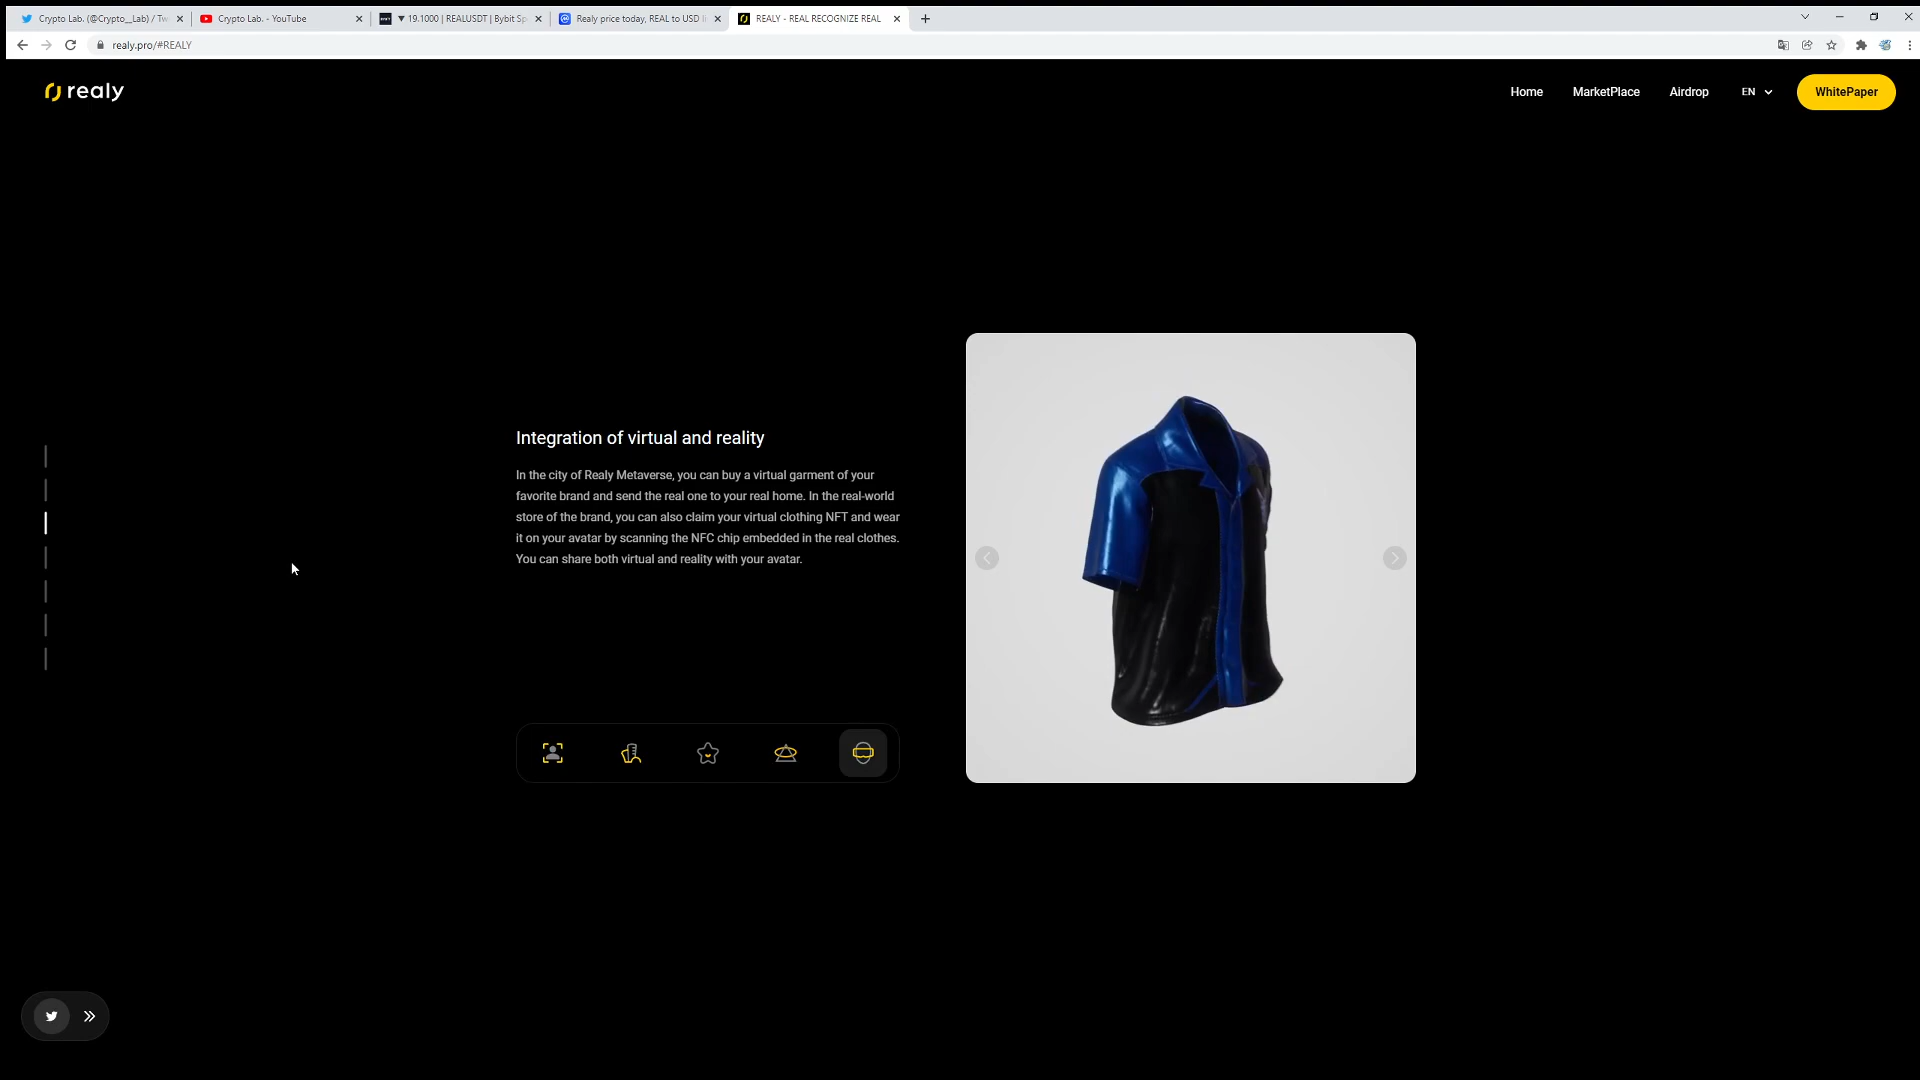 Crypto Lab. (@Crypto__Lab) / Tw
Crypto Lab. - YouTube
▼ 19.1000 | REALUSDT | Bybit Sp
Realy price today, REAL to USD li
REALY - REAL RECOGNIZE REAL
realy.pro/#REALY
realy
Home
MarketPlace
Airdrop
EN
WhitePaper
Integration of virtual and reality
In the city of Realy Metaverse, you can buy a virtual garment of your
favorite brand and send the real one to your real home. In the real-world
store of the brand, you can also claim your virtual clothing NFT and wear
it on your avatar by scanning the NFC chip embedded in the real clothes.
You can share both virtual and reality with your avatar.